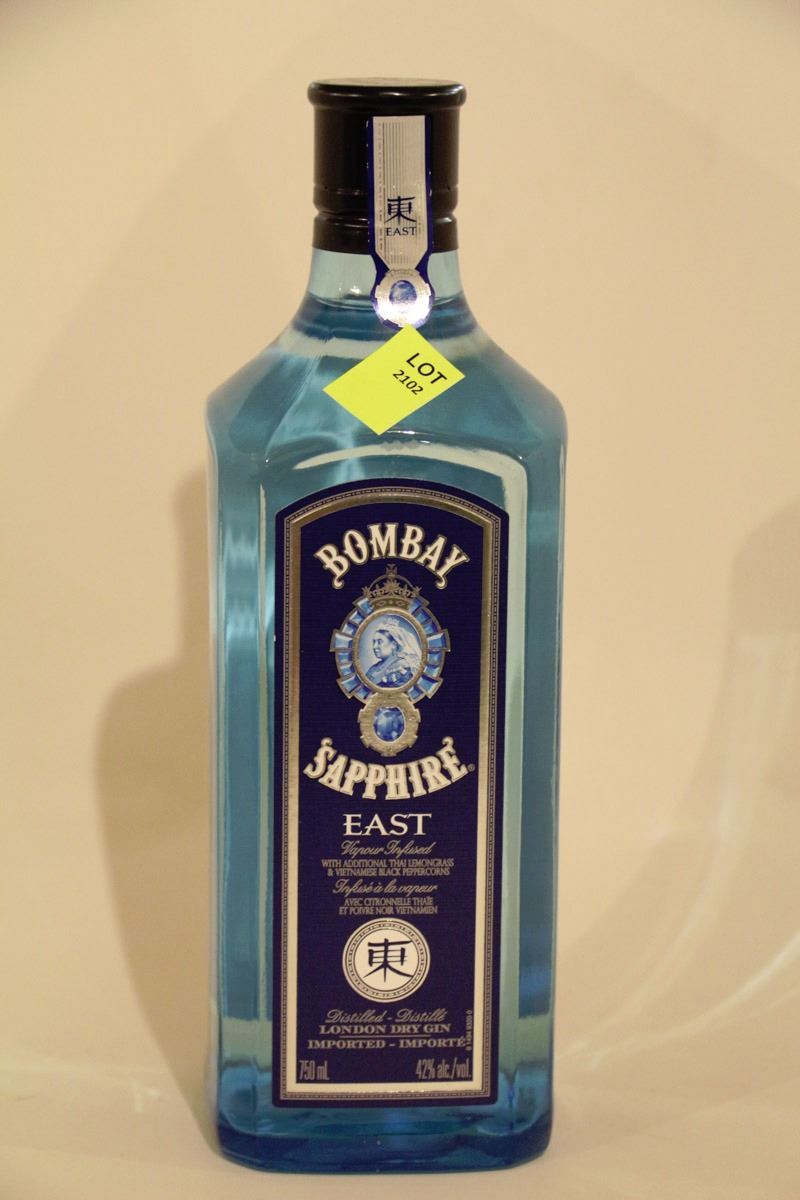 東
EAST
LOT
2102
BOMBAY
SAPPHIRE®
EAST
Vapour Infused
WITH ADDITIONAL THAI LEMONGRASS
& VIETNAMESE BLACK PEPPERCORNS
Infusé à la vapeur
AVEC CITRONNELLE THAÏE
ET POIVRE NOIR VIETNAMIEN
東
Distilled - Distillé
LONDON DRY GIN
IMPORTED - IMPORTÉ
750 mL 42% alc./vol.